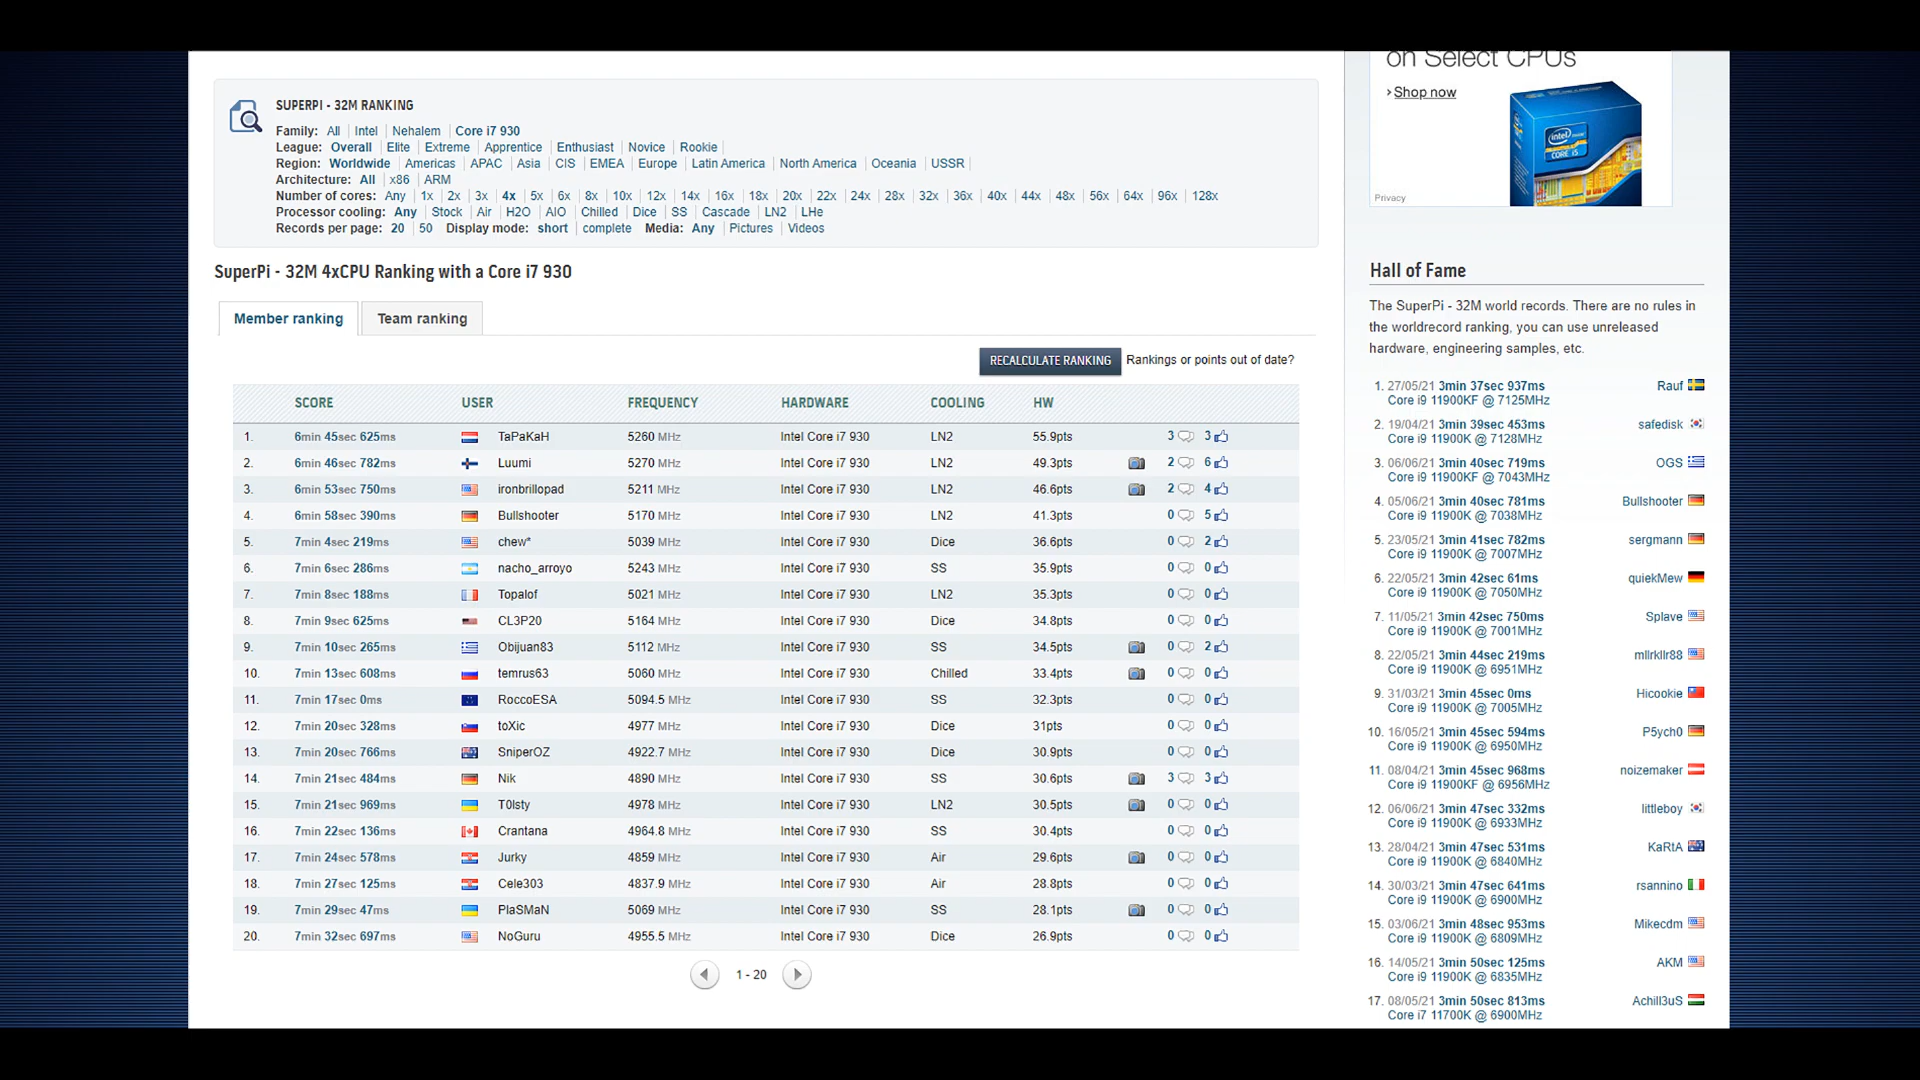 on Select CPUs
› Shop now
intel
CORE i5
Privacy
SUPERPI - 32M RANKING
Family: All | Intel | Nehalem | Core i7 930
League: Overall | Elite | Extreme | Apprentice | Enthusiast | Novice | Rookie |
Region: Worldwide | Americas | APAC | Asia | CIS | EMEA | Europe | Latin America | North America | Oceania | USSR |
Architecture: All | x86 | ARM
Number of cores: Any | 1x | 2x | 3x | 4x | 5x | 6x | 8x | 10x | 12x | 14x | 16x | 18x | 20x | 22x | 24x | 28x | 32x | 36x | 40x | 44x | 48x | 56x | 64x | 96x | 128x
Processor cooling: Any | Stock | Air | H2O | AIO | Chilled | Dice | SS | Cascade | LN2 | LHe
Records per page: 20 | 50 Display mode: short | complete Media: Any | Pictures | Videos
SuperPi - 32M 4xCPU Ranking with a Core i7 930
Member ranking Team ranking
RECALCULATE RANKING Rankings or points out of date?
SCORE USER FREQUENCY HARDWARE COOLING HW
1. 6min 45sec 625ms TaPaKaH 5260 MHz Intel Core i7 930 LN2 55.9pts 3 3
2. 6min 46sec 782ms Luumi 5270 MHz Intel Core i7 930 LN2 49.3pts 2 6
3. 6min 53sec 750ms ironbrillopad 5211 MHz Intel Core i7 930 LN2 46.6pts 2 4
4. 6min 58sec 390ms Bullshooter 5170 MHz Intel Core i7 930 LN2 41.3pts 0 5
5. 7min 4sec 219ms chew* 5039 MHz Intel Core i7 930 Dice 36.6pts 0 2
6. 7min 6sec 286ms nacho_arroyo 5243 MHz Intel Core i7 930 SS 35.9pts 0 0
7. 7min 8sec 188ms Topalof 5021 MHz Intel Core i7 930 LN2 35.3pts 0 0
8. 7min 9sec 625ms CL3P20 5164 MHz Intel Core i7 930 Dice 34.8pts 0 0
9. 7min 10sec 265ms Obijuan83 5112 MHz Intel Core i7 930 SS 34.5pts 0 2
10. 7min 13sec 608ms temrus63 5060 MHz Intel Core i7 930 Chilled 33.4pts 0 0
11. 7min 17sec 0ms RoccoESA 5094.5 MHz Intel Core i7 930 SS 32.3pts 0 0
12. 7min 20sec 328ms toXic 4977 MHz Intel Core i7 930 Dice 31pts 0 0
13. 7min 20sec 766ms SniperOZ 4922.7 MHz Intel Core i7 930 Dice 30.9pts 0 0
14. 7min 21sec 484ms Nik 4890 MHz Intel Core i7 930 SS 30.6pts 3 3
15. 7min 21sec 969ms T0lsty 4978 MHz Intel Core i7 930 LN2 30.5pts 0 0
16. 7min 22sec 136ms Crantana 4964.8 MHz Intel Core i7 930 SS 30.4pts 0 0
17. 7min 24sec 578ms Jurky 4859 MHz Intel Core i7 930 Air 29.6pts 0 0
18. 7min 27sec 125ms Cele303 4837.9 MHz Intel Core i7 930 Air 28.8pts 0 0
19. 7min 29sec 47ms PlaSMaN 5069 MHz Intel Core i7 930 SS 28.1pts 0 0
20. 7min 32sec 697ms NoGuru 4955.5 MHz Intel Core i7 930 Dice 26.9pts 0 0
1 - 20
Hall of Fame
The SuperPi - 32M world records. There are no rules in
the worldrecord ranking, you can use unreleased
hardware, engineering samples, etc.
1. 27/05/21 3min 37sec 937ms Rauf
Core i9 11900KF @ 7125MHz
2. 19/04/21 3min 39sec 453ms safedisk
Core i9 11900K @ 7128MHz
3. 06/06/21 3min 40sec 719ms OGS
Core i9 11900KF @ 7043MHz
4. 05/06/21 3min 40sec 781ms Bullshooter
Core i9 11900K @ 7038MHz
5. 23/05/21 3min 41sec 782ms sergmann
Core i9 11900K @ 7007MHz
6. 22/05/21 3min 42sec 61ms quiekMew
Core i9 11900K @ 7050MHz
7. 11/05/21 3min 42sec 750ms Splave
Core i9 11900K @ 7001MHz
8. 22/05/21 3min 44sec 219ms mllrkllr88
Core i9 11900K @ 6951MHz
9. 31/03/21 3min 45sec 0ms Hicookie
Core i9 11900K @ 7005MHz
10. 16/05/21 3min 45sec 594ms P5ych0
Core i9 11900K @ 6950MHz
11. 08/04/21 3min 45sec 968ms noizemaker
Core i9 11900KF @ 6956MHz
12. 06/06/21 3min 47sec 332ms littleboy
Core i9 11900K @ 6933MHz
13. 28/04/21 3min 47sec 531ms KaRtA
Core i9 11900K @ 6840MHz
14. 30/03/21 3min 47sec 641ms rsannino
Core i9 11900K @ 6900MHz
15. 03/06/21 3min 48sec 953ms Mikecdm
Core i9 11900K @ 6809MHz
16. 14/05/21 3min 50sec 125ms AKM
Core i9 11900K @ 6835MHz
17. 08/05/21 3min 50sec 813ms Achill3uS
Core i7 11700K @ 6900MHz